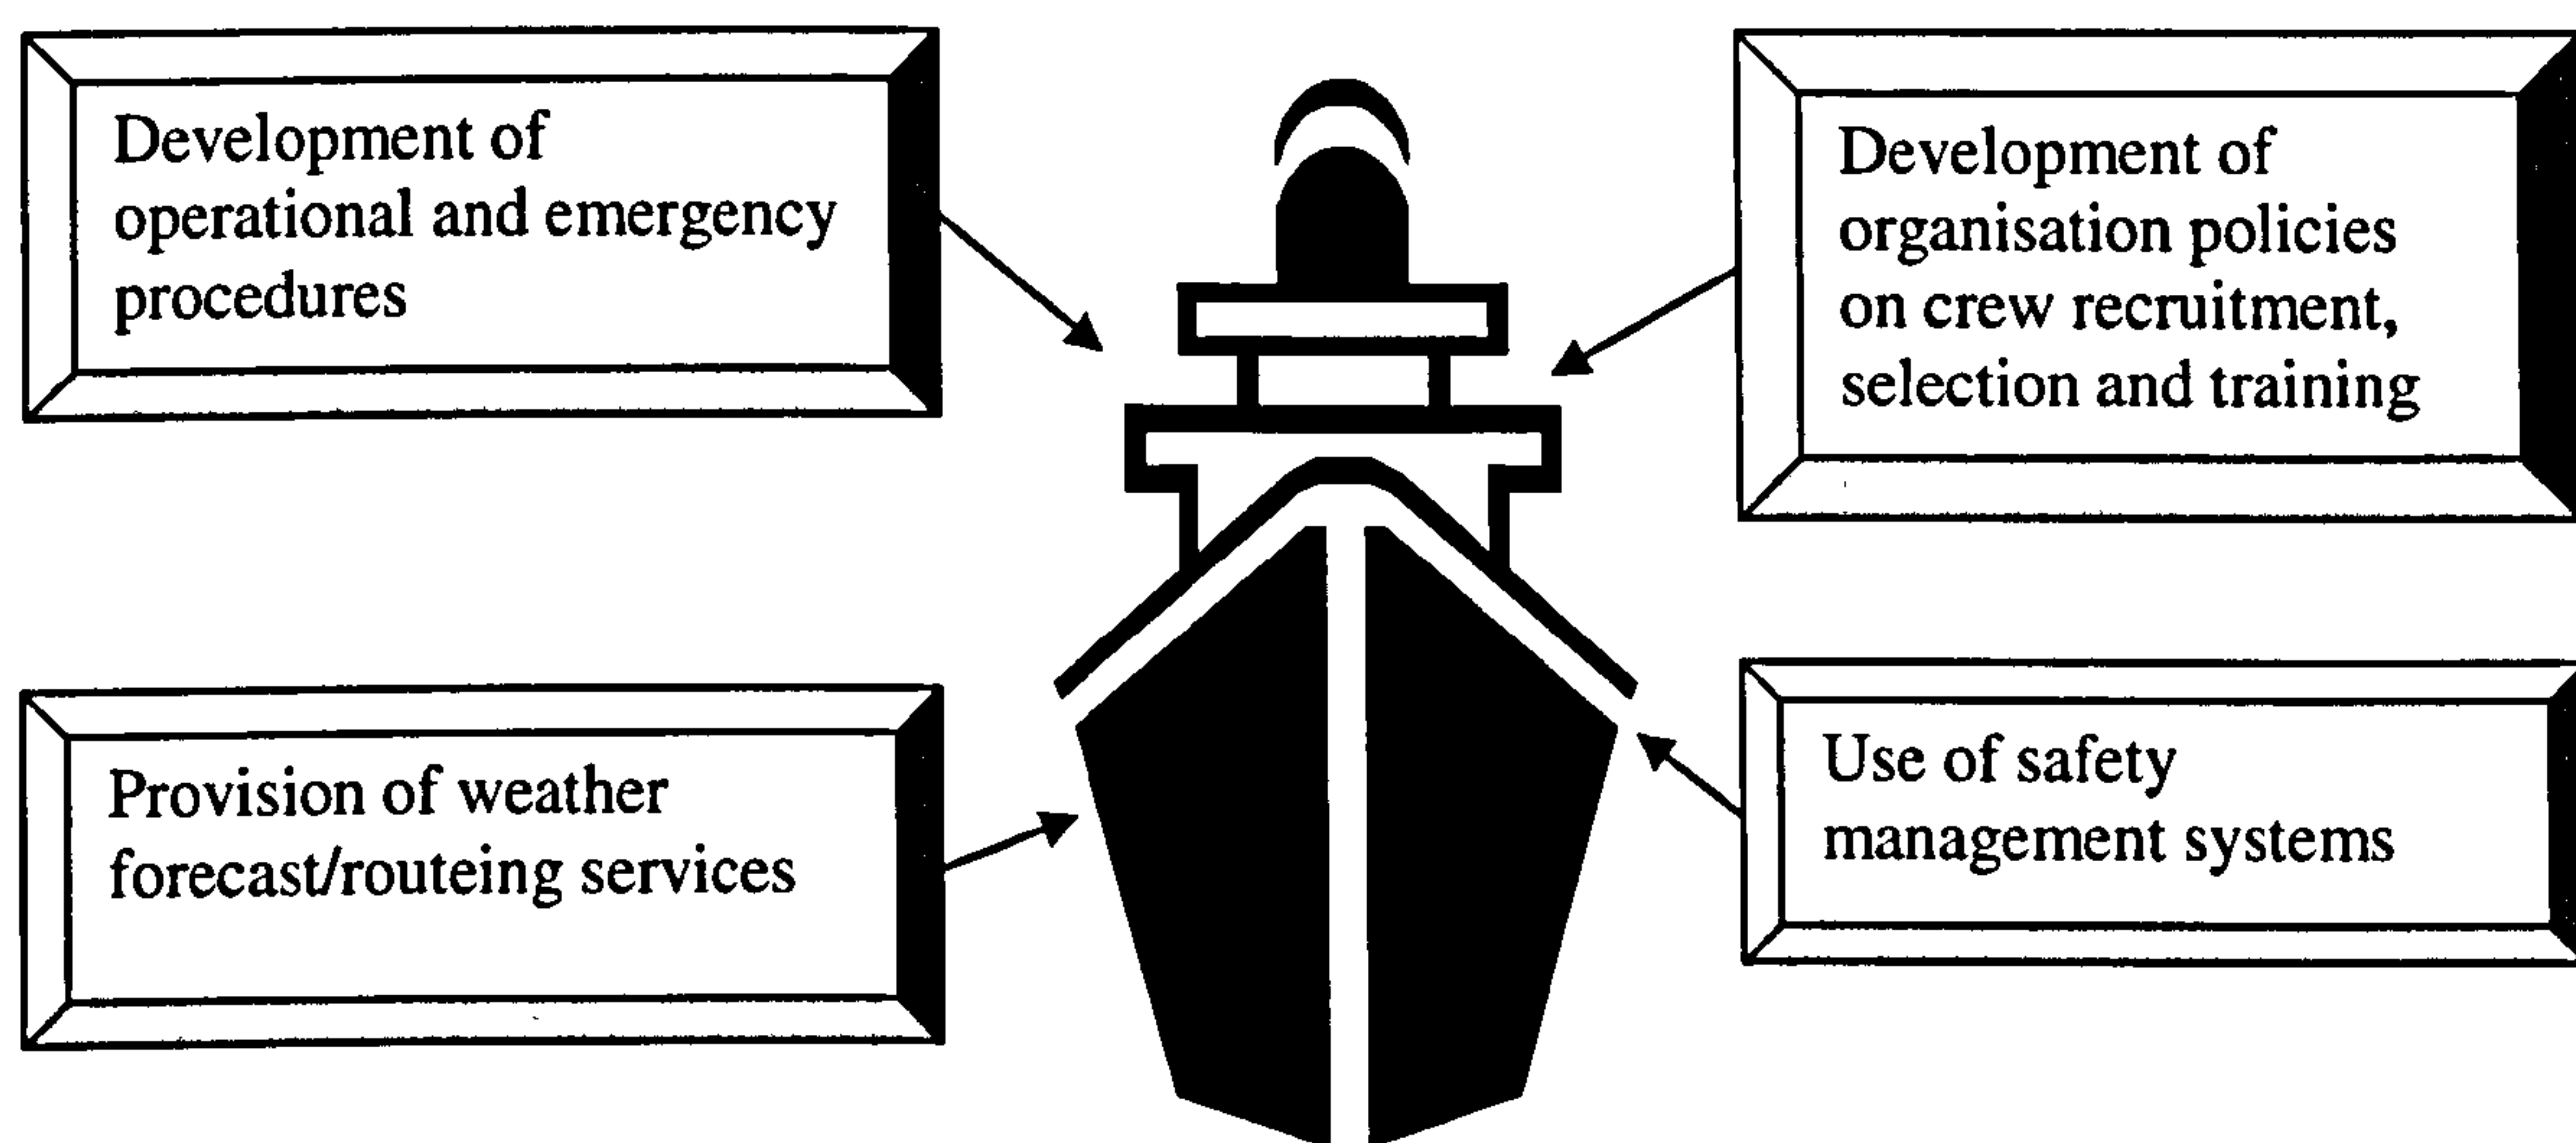 Development of
operational and emergency
procedures
Development of
organisation policies
on crew recruitment,
selection and training
Provision of weather
forecast/routeing services
Use of safety
management systems